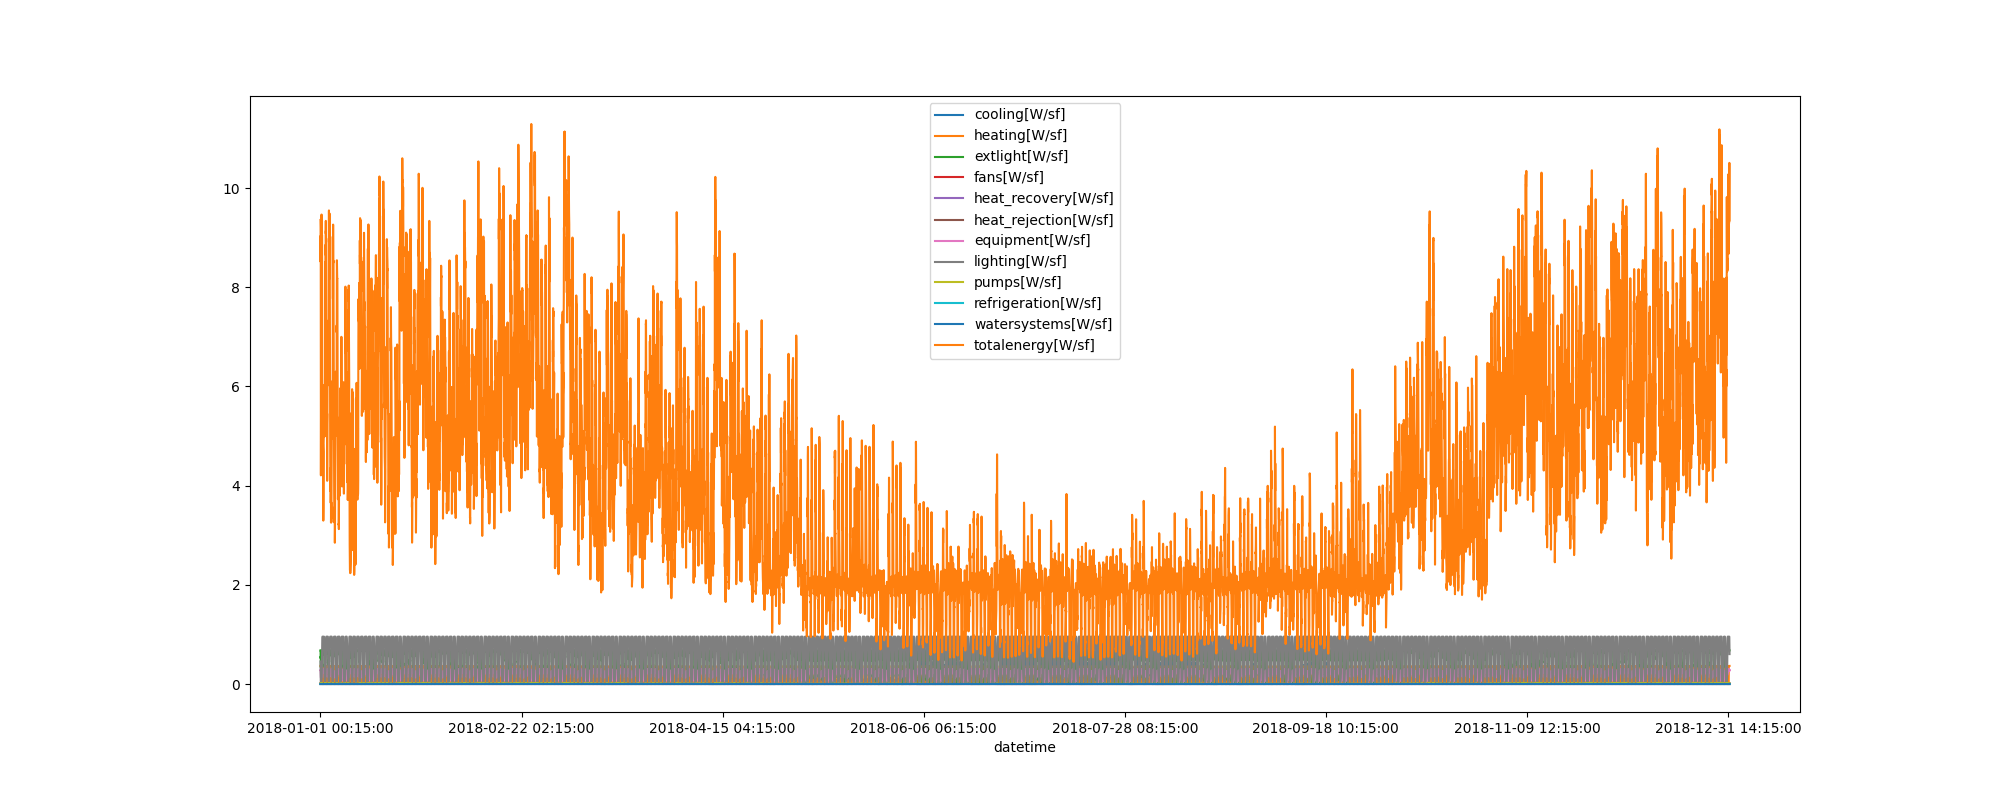 cooling[W/sf]
heating[W/sf]
extlight[W/sf]
fans[W/sf]
heat_recovery[W/sf]
heat_rejection[W/sf]
equipment[W/sf]
lighting[W/sf]
pumps[W/sf]
refrigeration[W/sf]
watersystems[W/sf]
totalenergy[W/sf]
10
8
6
4
2
0
2018-01-01 00:15:00 2018-02-22 02:15:00 2018-04-15 04:15:00 2018-06-06 06:15:00 2018-07-28 08:15:00 2018-09-18 10:15:00 2018-11-09 12:15:00 2018-12-31 14:15:00
datetime